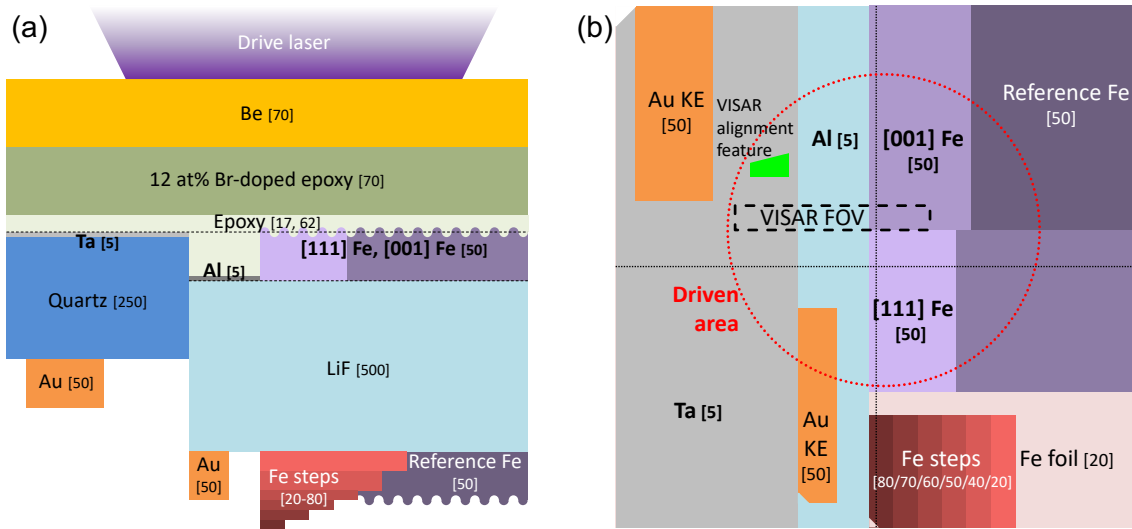 (a)
Drive laser
Be [70]
12 at% Br-doped epoxy [70]
Epoxy [17, 62]
Ta [5]
[111] Fe, [001] Fe [50]
Al [5]
Quartz [250]
LiF [500]
Au [50]
Au
[50]
Fe steps
[20-80]
Reference Fe
[50]
(b)
Au KE
[50]
VISAR
alignment
feature
Al [5]
[001] Fe
[50]
Reference Fe
[50]
VISAR FOV
Driven
area
[111] Fe
[50]
Ta [5]
Au
KE
[50]
Fe steps
[80/70/60/50/40/20]
Fe foil [20]